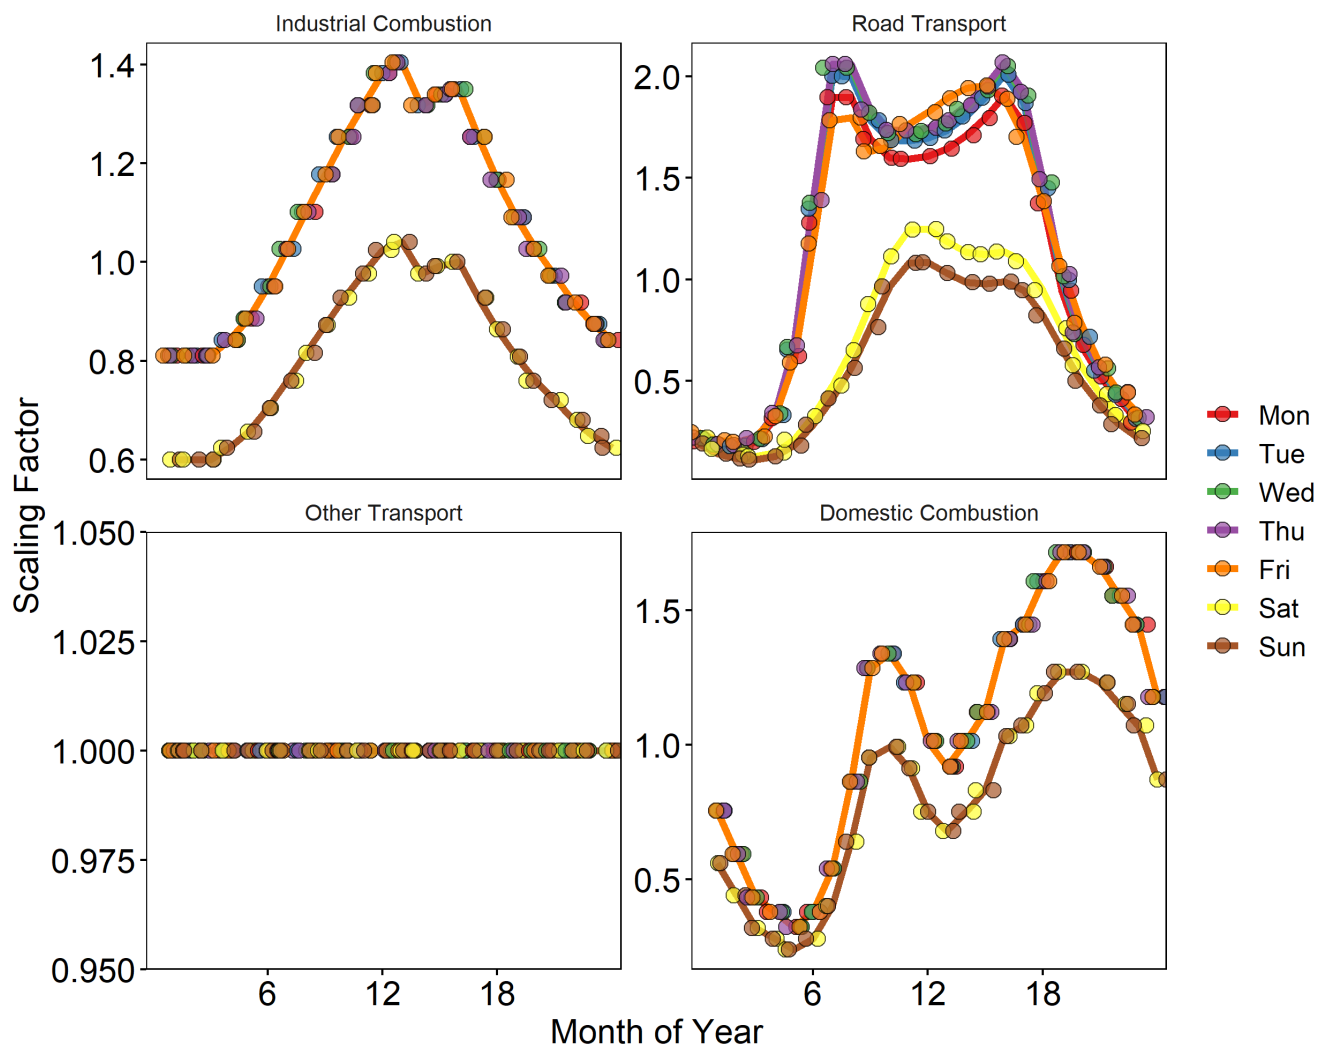 Industrial Combustion
Road Transport
1.4
1.2
1.0
0.8
0.6
2.0
1.5
1.0
0.5
Scaling Factor
Other Transport
Domestic Combustion
1.050
1.025
1.000
0.975
0.950
1.5
1.0
0.5
6
12
18
6
12
18
Month of Year
Mon
Tue
Wed
Thu
Fri
Sat
Sun